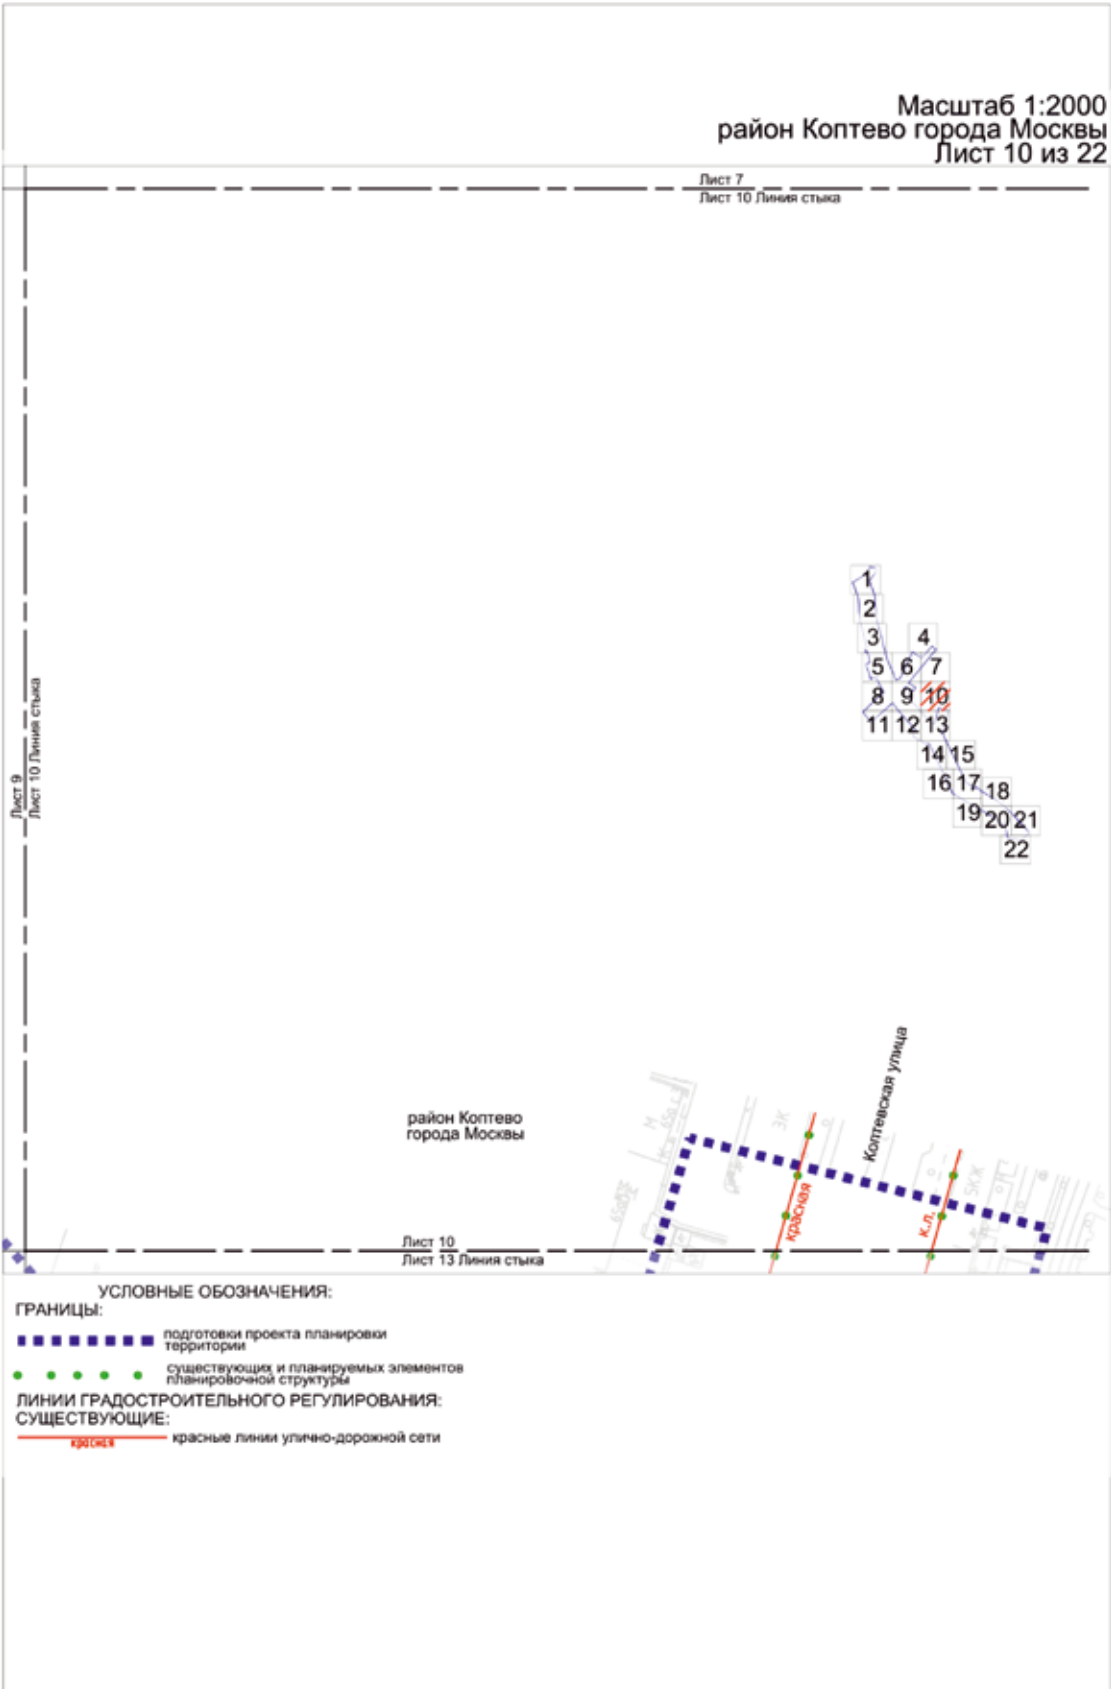 Масштаб 1:2000
район Коптево города Москвы
Лист 10 из 22
Лист 7
Лист 10 Линия стыка
Лист 9
Лист 10 Линия стыка
1
2
3
4
5
6
7
8
9
10
11
12
13
14
15
16
17
18
19
20
21
22
район Коптево
города Москвы
Коптевская улица
М
ЗК
5КЖ
красная
к.л.
Лист 10
Лист 13 Линия стыка
УСЛОВНЫЕ ОБОЗНАЧЕНИЯ:
ГРАНИЦЫ:
подготовки проекта планировки
территории
существующих и планируемых элементов
планировочной структуры
ЛИНИИ ГРАДОСТРОИТЕЛЬНОГО РЕГУЛИРОВАНИЯ:
СУЩЕСТВУЮЩИЕ:
красная
красные линии улично-дорожной сети